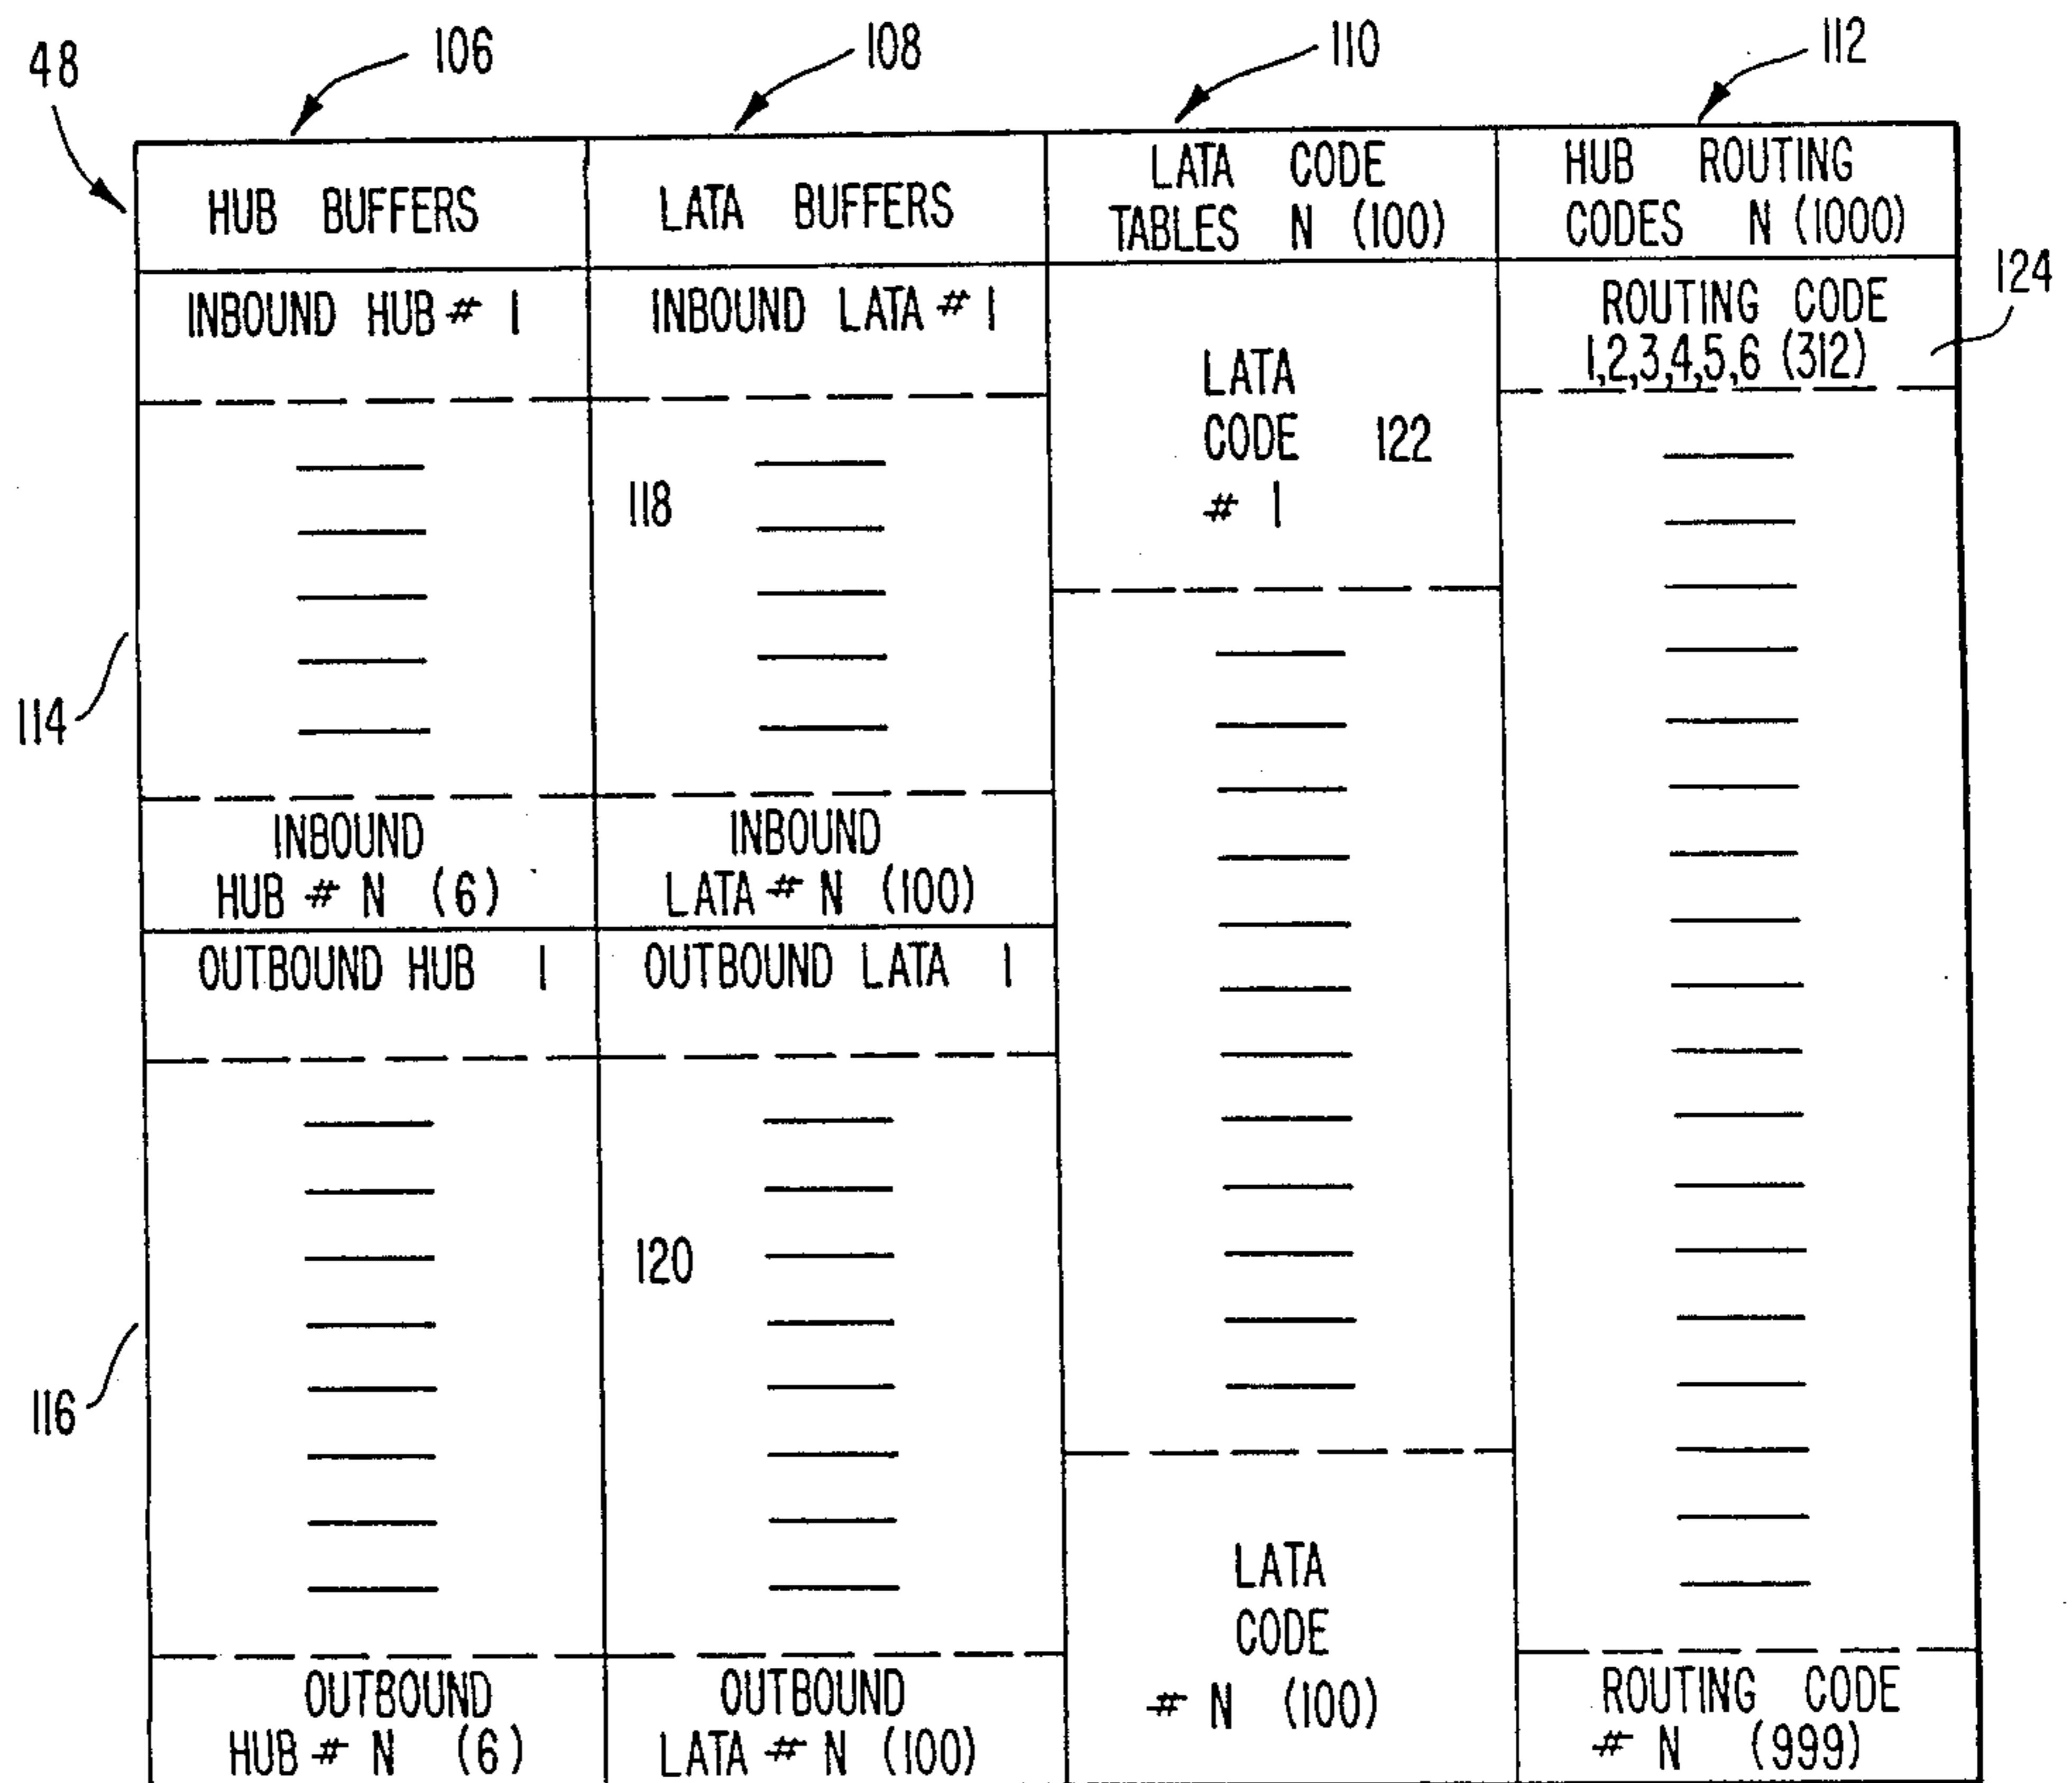 48
106
108
110
112
HUB BUFFERS
LATA BUFFERS
LATA CODE
TABLES N (100)
HUB ROUTING
CODES N (1000)
INBOUND HUB # 1
INBOUND LATA # 1
LATA
CODE 122
# 1
ROUTING CODE
1,2,3,4,5,6 (312)
124
118
114
INBOUND
HUB # N (6)
INBOUND
LATA # N (100)
OUTBOUND HUB 1
OUTBOUND LATA 1
120
116
OUTBOUND
HUB # N (6)
OUTBOUND
LATA # N (100)
LATA
CODE
# N (100)
ROUTING CODE
# N (999)